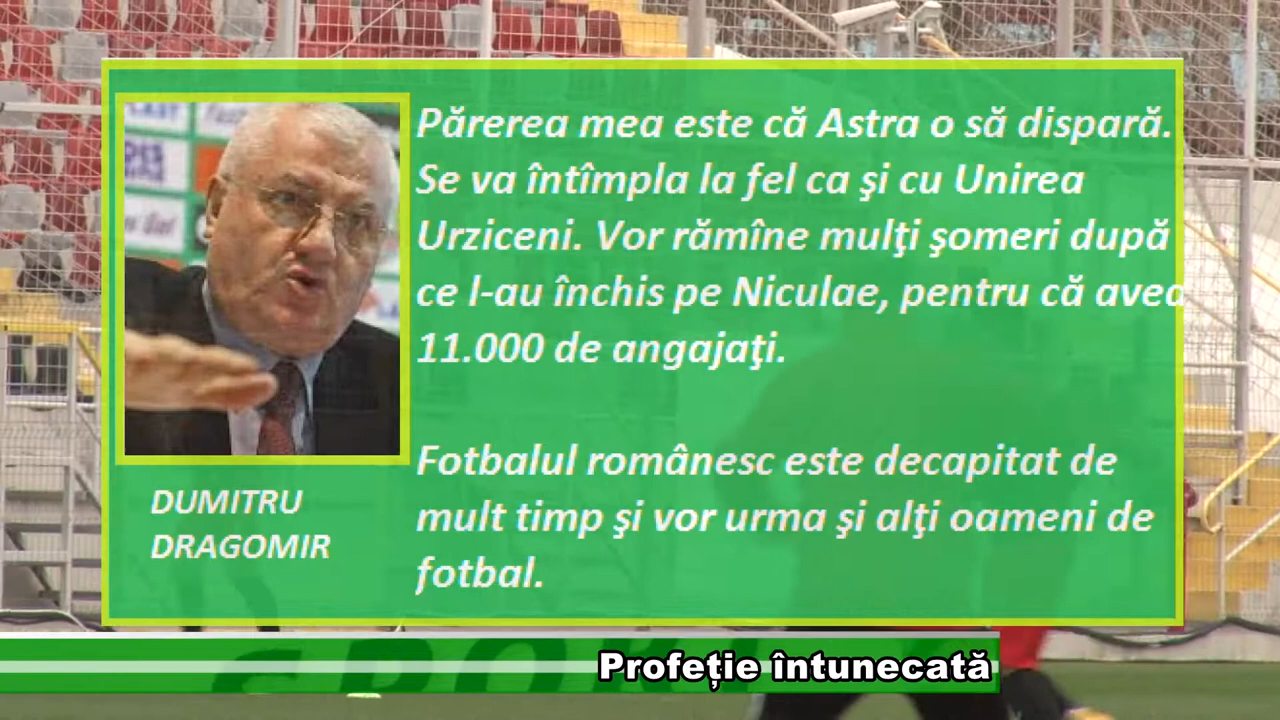 Părerea mea este că Astra o să dispară.
Se va întîmpla la fel ca şi cu Unirea
Urziceni. Vor rămîne mulţi şomeri după
ce l-au închis pe Niculae, pentru că avea
11.000 de angajaţi.
Fotbalul românesc este decapitat de
mult timp şi vor urma şi alţi oameni de
fotbal.
DUMITRU
DRAGOMIR
Profeție întunecată